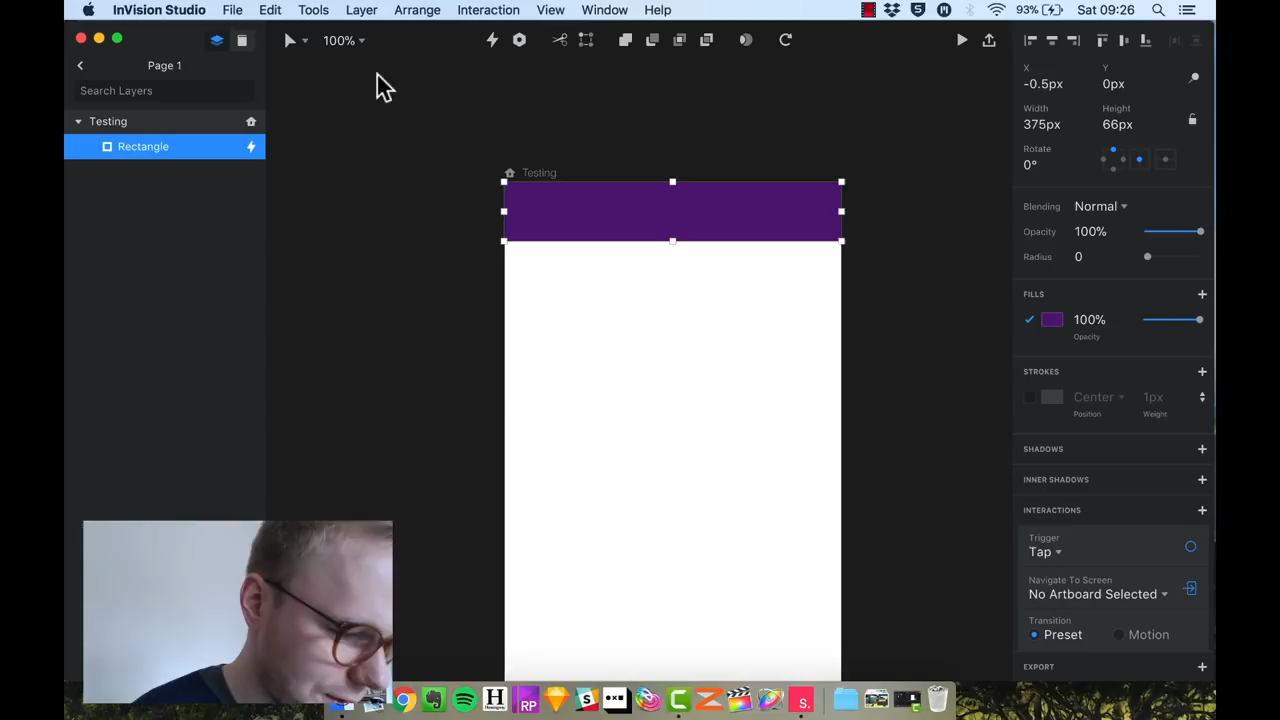 InVision Studio File Edit Tools Layer Arrange Interaction View Window Help 93% Sat 09:26
100%
Page 1
Search Layers
Testing
Rectangle
Testing
X Y
-0.5px 0px
Width Height
375px 66px
Rotate
0°
Blending Normal
Opacity 100%
Radius 0
FILLS
100%
Opacity
STROKES
Center 1px
Position Weight
SHADOWS
INNER SHADOWS
INTERACTIONS
Trigger
Tap
Navigate To Screen
No Artboard Selected
Transition
Preset Motion
EXPORT
H RP S.